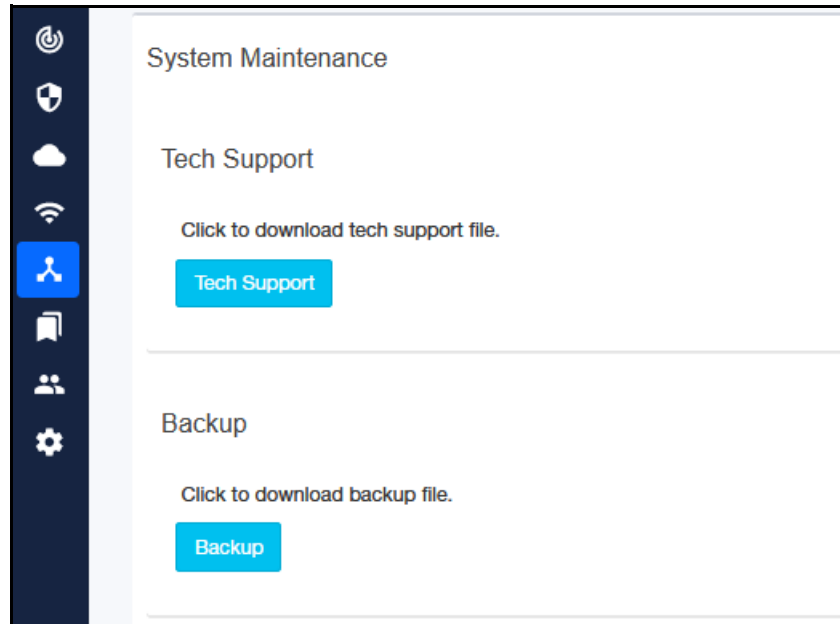 System Maintenance
Tech Support
Click to download tech support file.
Tech Support
Backup
Click to download backup file.
Backup